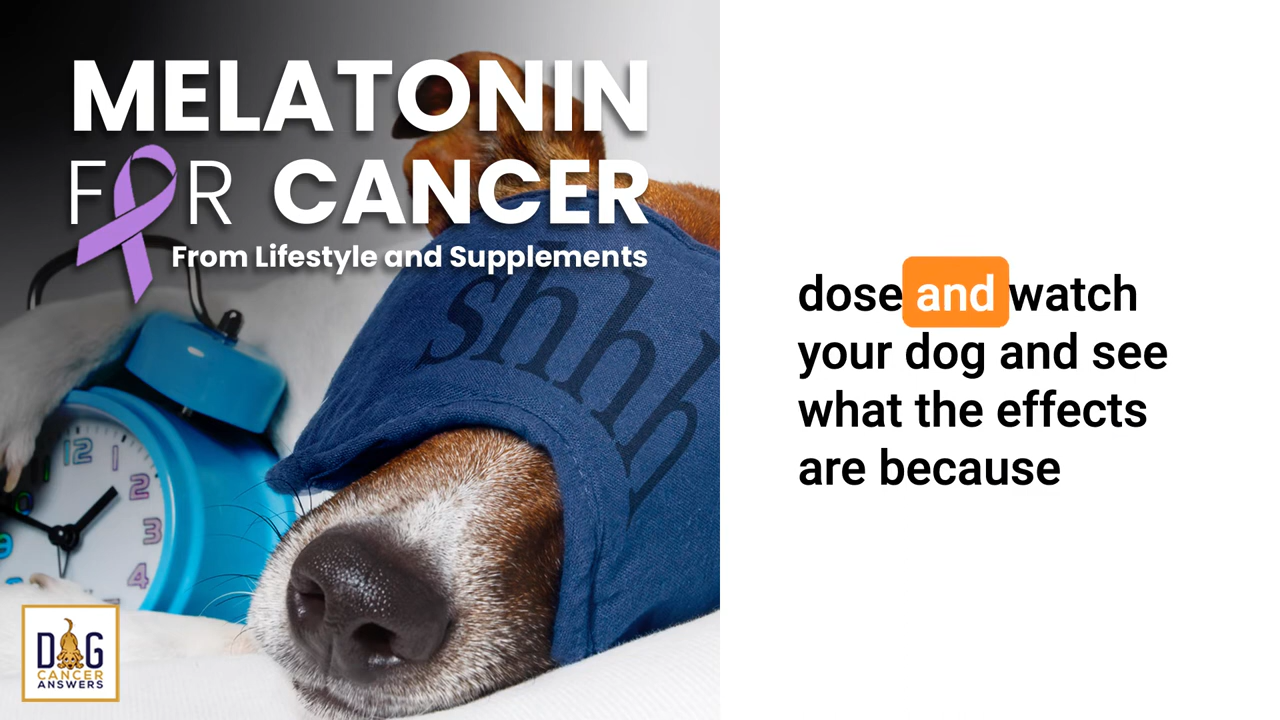 MELATONIN
FOR CANCER
From Lifestyle and Supplements
shhh
12
1
2
3
4
9
DOG
CANCER
ANSWERS
dose and watch
your dog and see
what the effects
are because